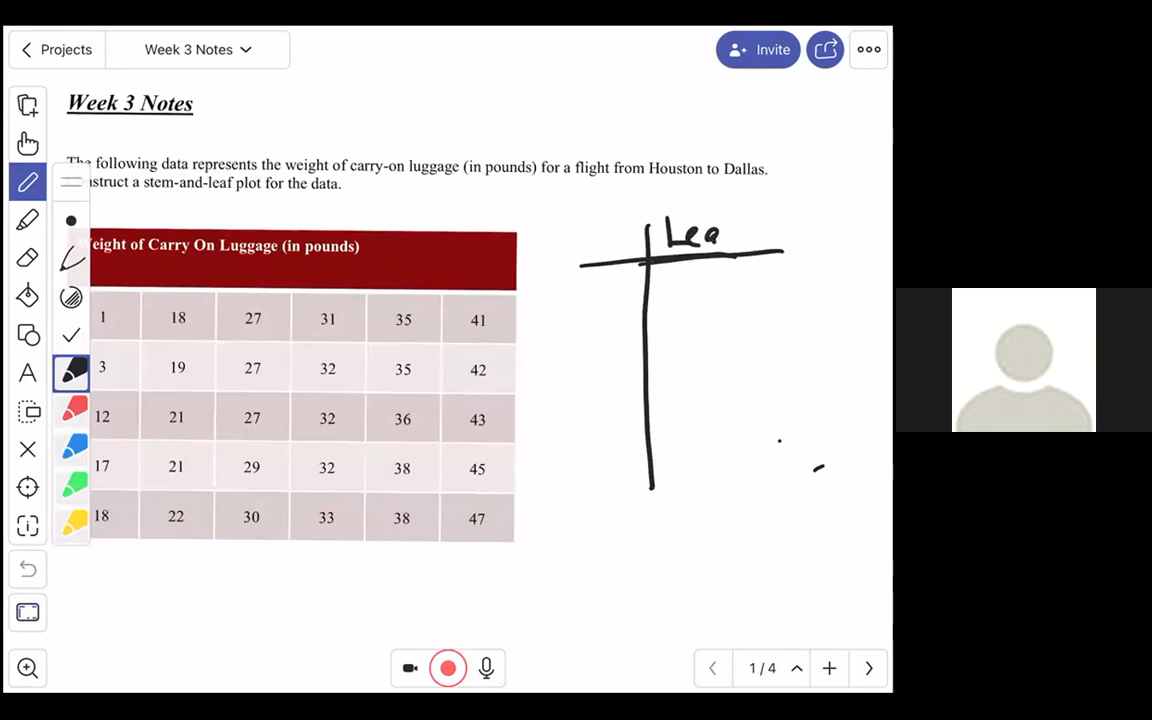 Projects
Week 3 Notes
Invite
Week 3 Notes
The following data represents the weight of carry-on luggage (in pounds) for a flight from Houston to Dallas.
nstruct a stem-and-leaf plot for the data.
eight of Carry On Luggage (in pounds)
Lea
1 18 27 31 35 41
3 19 27 32 35 42
12 21 27 32 36 43
17 21 29 32 38 45
18 22 30 33 38 47
A
1 / 4